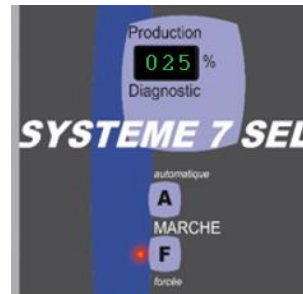 Production
025 %
Diagnostic
SYSTEME 7 SEL
automatique
A
MARCHE
F
forcée